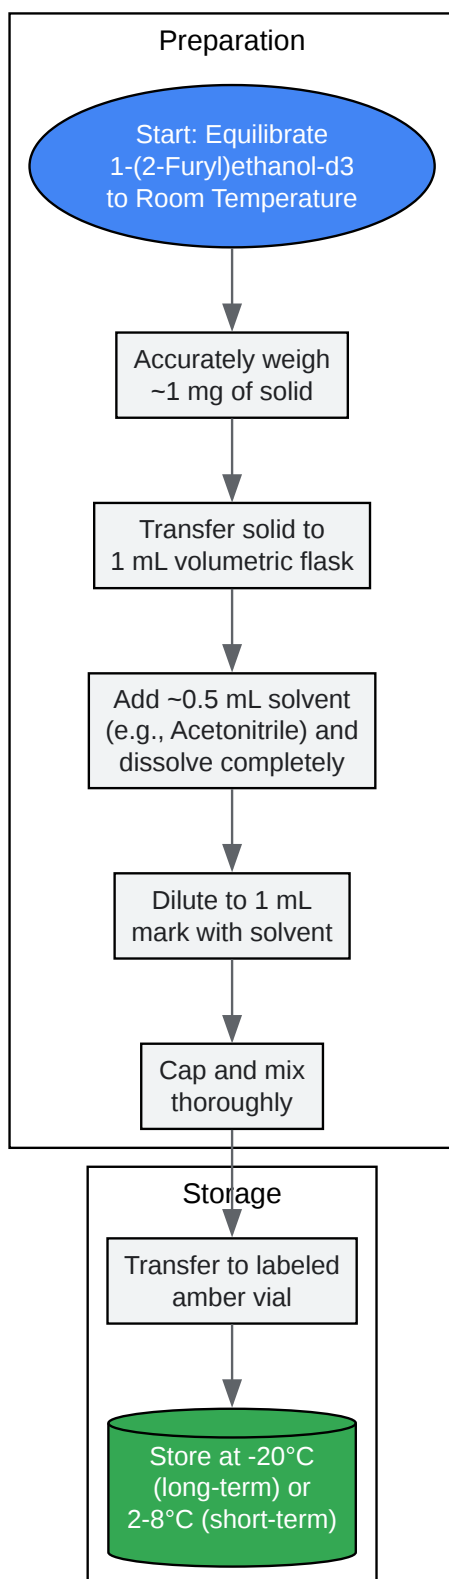 Preparation
Start: Equilibrate
1-(2-Furyl)ethanol-d3
to Room Temperature
Accurately weigh
~1 mg of solid
Transfer solid to
1 mL volumetric flask
Add ~0.5 mL solvent
(e.g., Acetonitrile) and
dissolve completely
Dilute to 1 mL
mark with solvent
Cap and mix
thoroughly
Storage
Transfer to labeled
amber vial
Store at -20°C
(long-term) or
2-8°C (short-term)